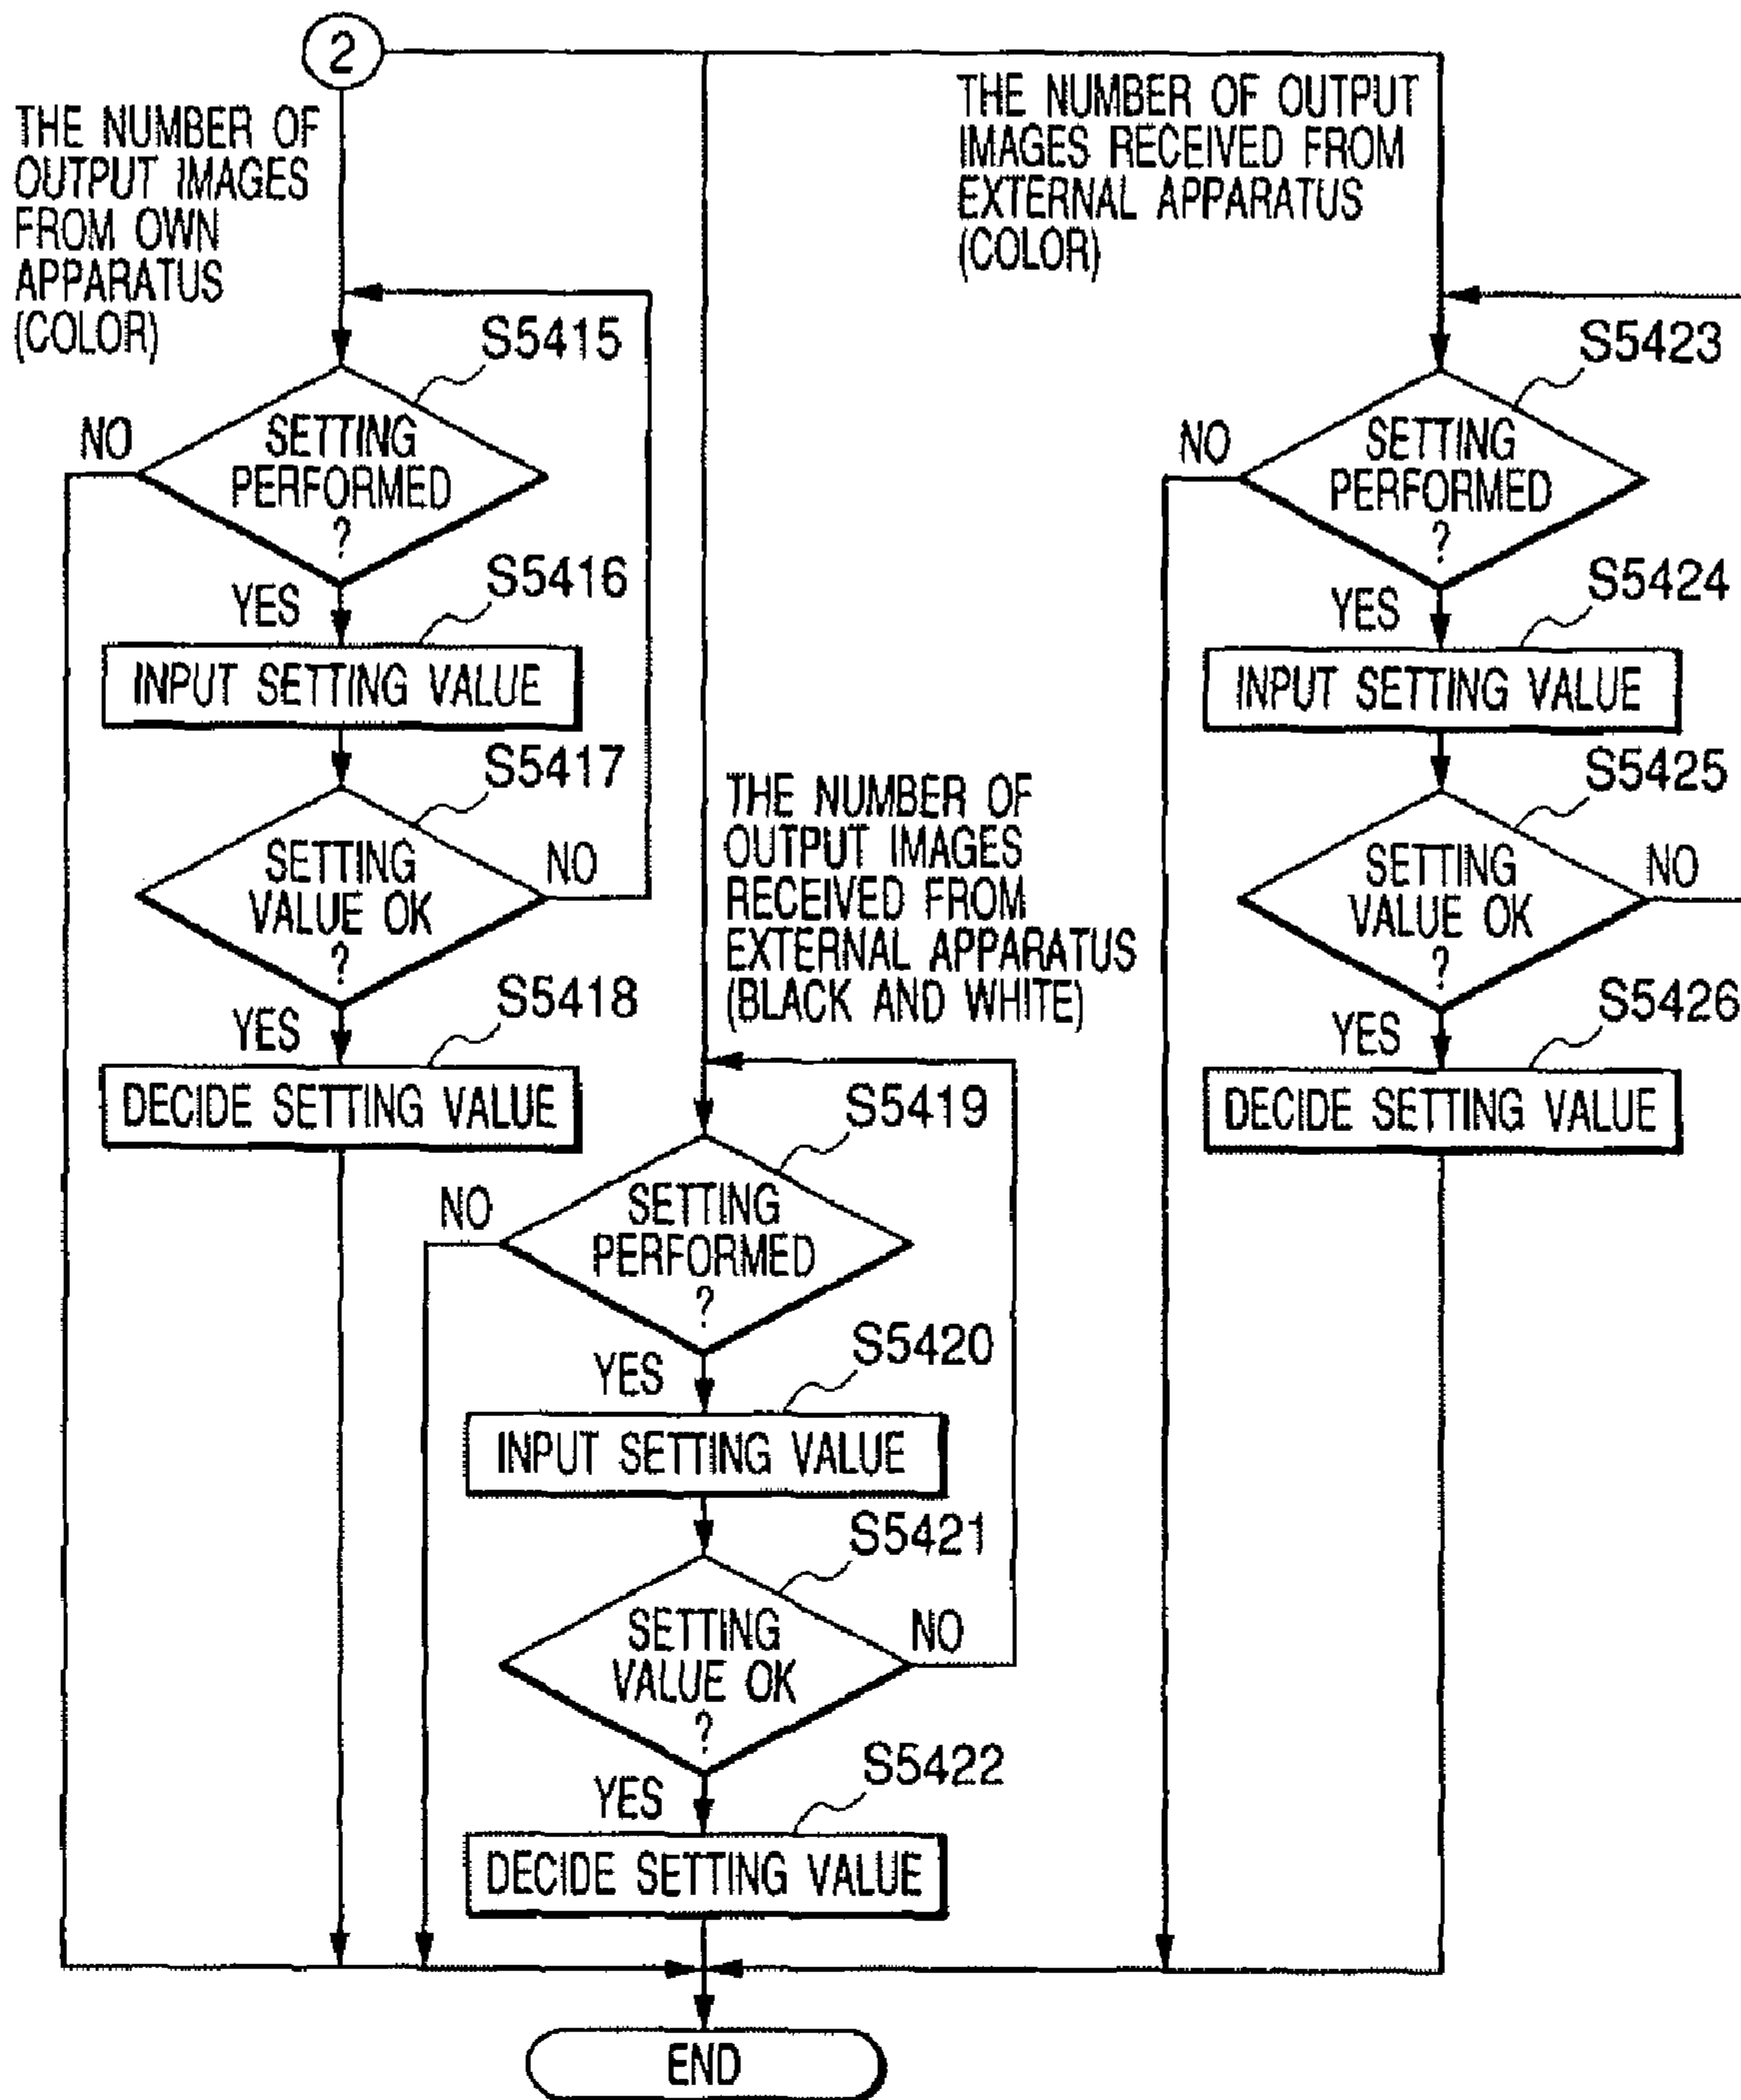 2
THE NUMBER OF
OUTPUT IMAGES
FROM OWN
APPARATUS
(COLOR)
S5415
NO
SETTING
PERFORMED
?
YES
S5416
INPUT SETTING VALUE
S5417
SETTING
VALUE OK
?
NO
YES
S5418
DECIDE SETTING VALUE
THE NUMBER OF
OUTPUT IMAGES
RECEIVED FROM
EXTERNAL APPARATUS
(BLACK AND WHITE)
S5419
NO
SETTING
PERFORMED
?
YES
S5420
INPUT SETTING VALUE
S5421
SETTING
VALUE OK
?
NO
YES
S5422
DECIDE SETTING VALUE
THE NUMBER OF OUTPUT
IMAGES RECEIVED FROM
EXTERNAL APPARATUS
(COLOR)
S5423
NO
SETTING
PERFORMED
?
YES
S5424
INPUT SETTING VALUE
S5425
SETTING
VALUE OK
?
NO
YES
S5426
DECIDE SETTING VALUE
END